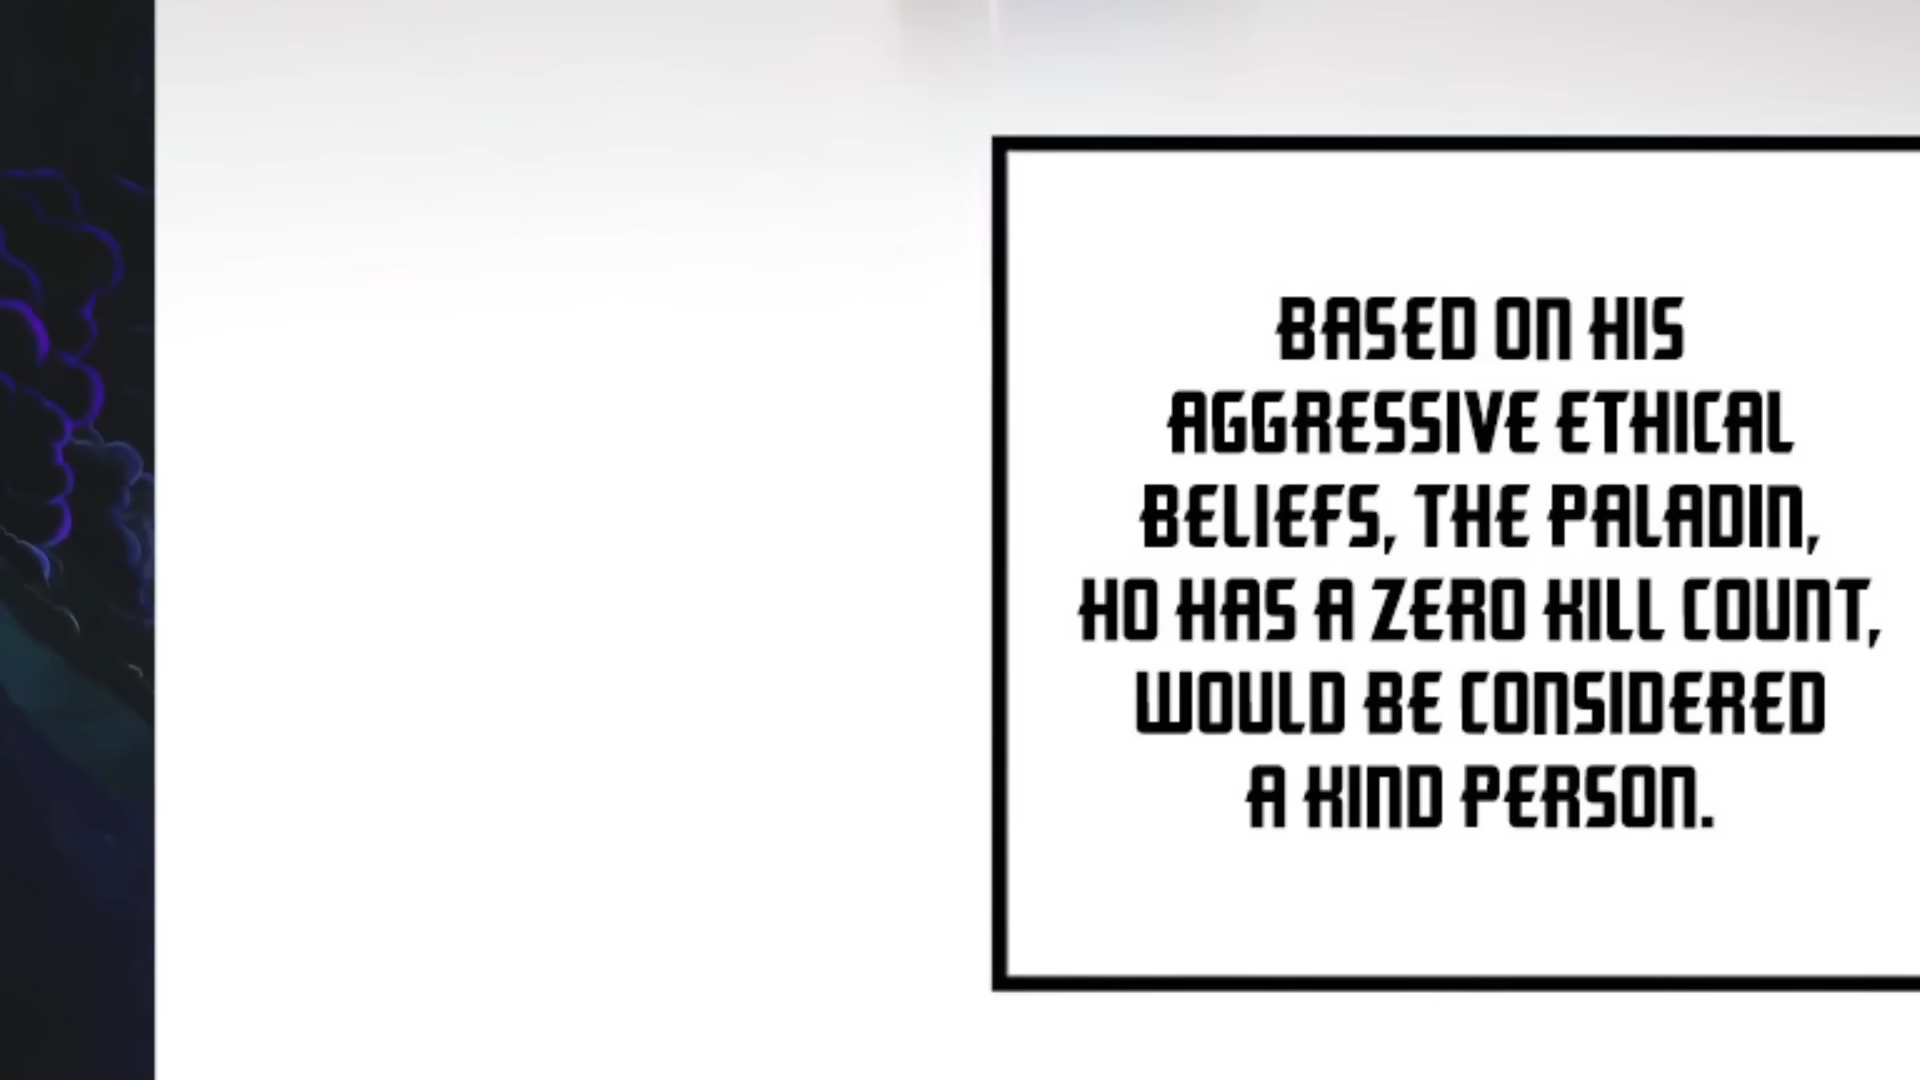 BASED ON HIS
AGGRESSIVE ETHICAL
BELIEFS, THE PALADIN,
HO HAS A ZERO KILL COUNT,
WOULD BE CONSIDERED
A KIND PERSON.